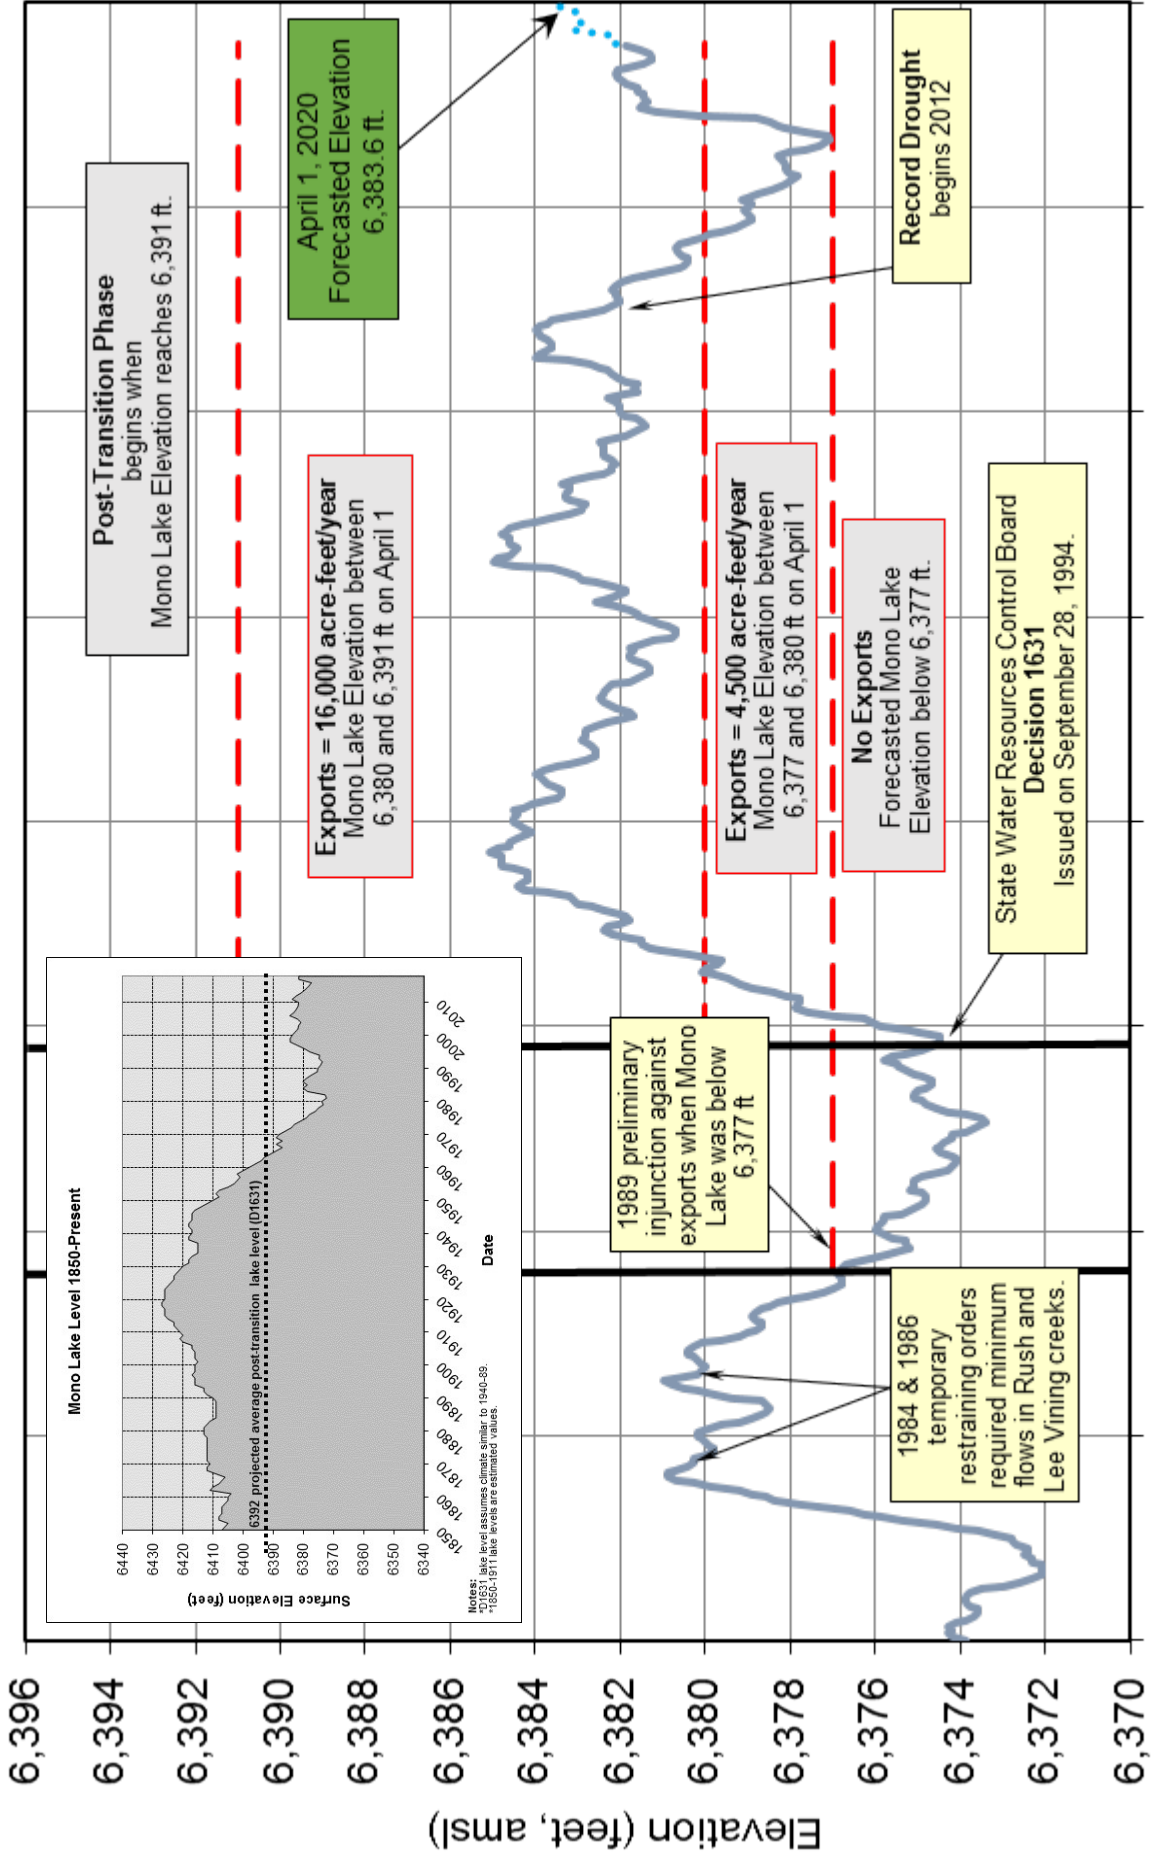 Elevation (feet, amsl)
6,396
6,394
6,392
6,390
6,388
6,386
6,384
6,382
6,380
6,378
6,376
6,374
6,372
6,370
Mono Lake Level 1850-Present
Surface Elevation (feet)
6440
6430
6420
6410
6400
6390
6380
6370
6360
6350
6340
6392 projected average post-transition lake level (D1631)
1850
1860
1870
1880
1890
1900
1910
1920
1930
1940
1950
1960
1970
1980
1990
2000
2010
Date
Notes:
*D1631 lake level assumes climate similar to 1940-89.
*1850-1911 lake levels are estimated values.
Post-Transition Phase
begins when
Mono Lake Elevation reaches 6,391 ft.
April 1, 2020
Forecasted Elevation
6,383.6 ft.
Exports = 16,000 acre-feet/year
Mono Lake Elevation between
6,380 and 6,391 ft on April 1
Exports = 4,500 acre-feet/year
Mono Lake Elevation between
6,377 and 6,380 ft on April 1
No Exports
Forecasted Mono Lake
Elevation below 6,377 ft.
Record Drought
begins 2012
1989 preliminary
injunction against
exports when Mono
Lake was below
6,377 ft
State Water Resources Control Board
Decision 1631
Issued on September 28, 1994.
1984 & 1986
temporary
restraining orders
required minimum
flows in Rush and
Lee Vining creeks.